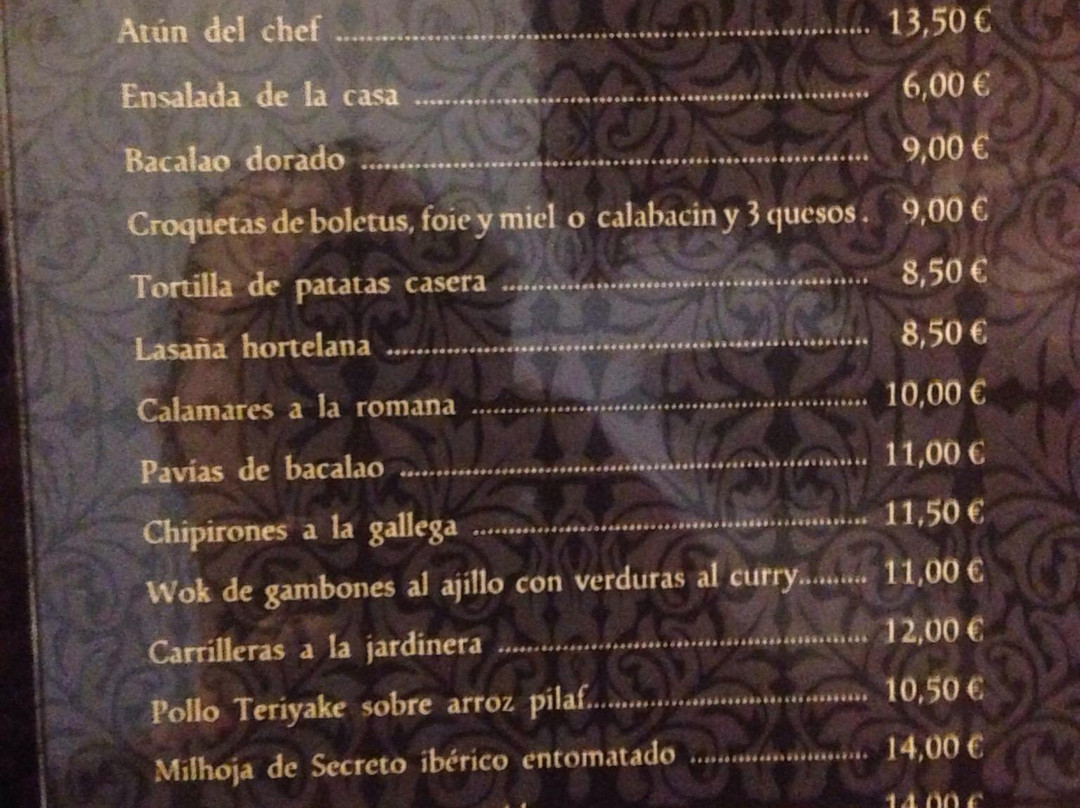 Atún del chef ........ 13,50 €
Ensalada de la casa ........ 6,00 €
Bacalao dorado ........ 9,00 €
Croquetas de boletus, foie y miel o calabacin y 3 quesos . 9,00 €
Tortilla de patatas casera ........ 8,50 €
Lasaña hortelana ........ 8,50 €
Calamares a la romana ........ 10,00 €
Pavias de bacalao ........ 11,00 €
Chipirones a la gallega ........ 11,50 €
Wok de gambones al ajillo con verduras al curry........ 11,00 €
Carrilleras a la jardinera ........ 12,00 €
Pollo Teriyake sobre arroz pilaf........ 10,50 €
Milhoja de Secreto ibérico entomatado ........ 14,00 €
14,00 €